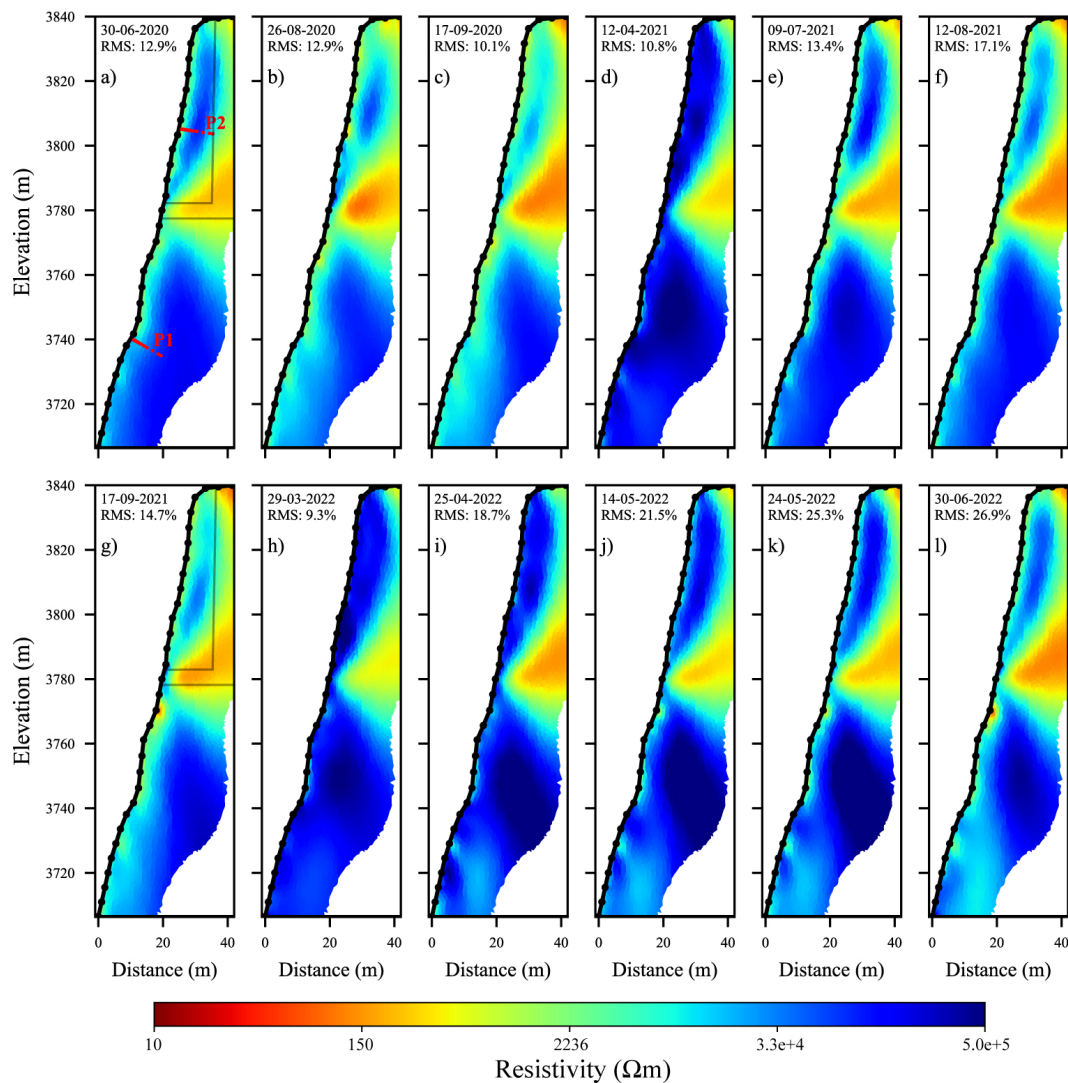 30-06-2020
RMS: 12.9%
a)
P2
P1
26-08-2020
RMS: 12.9%
b)
17-09-2020
RMS: 10.1%
c)
12-04-2021
RMS: 10.8%
d)
09-07-2021
RMS: 13.4%
e)
12-08-2021
RMS: 17.1%
f)
3840
3820
3800
3780
3760
3740
3720
Elevation (m)
0 20 40 0 20 40 0 20 40 0 20 40 0 20 40 0 20 40
17-09-2021
RMS: 14.7%
g)
29-03-2022
RMS: 9.3%
h)
25-04-2022
RMS: 18.7%
i)
14-05-2022
RMS: 21.5%
j)
24-05-2022
RMS: 25.3%
k)
30-06-2022
RMS: 26.9%
l)
3840
3820
3800
3780
3760
3740
3720
Elevation (m)
0 20 40 0 20 40 0 20 40 0 20 40 0 20 40 0 20 40
Distance (m) Distance (m) Distance (m) Distance (m) Distance (m) Distance (m)
10 150 2236 3.3e+4 5.0e+5
Resistivity (Ωm)